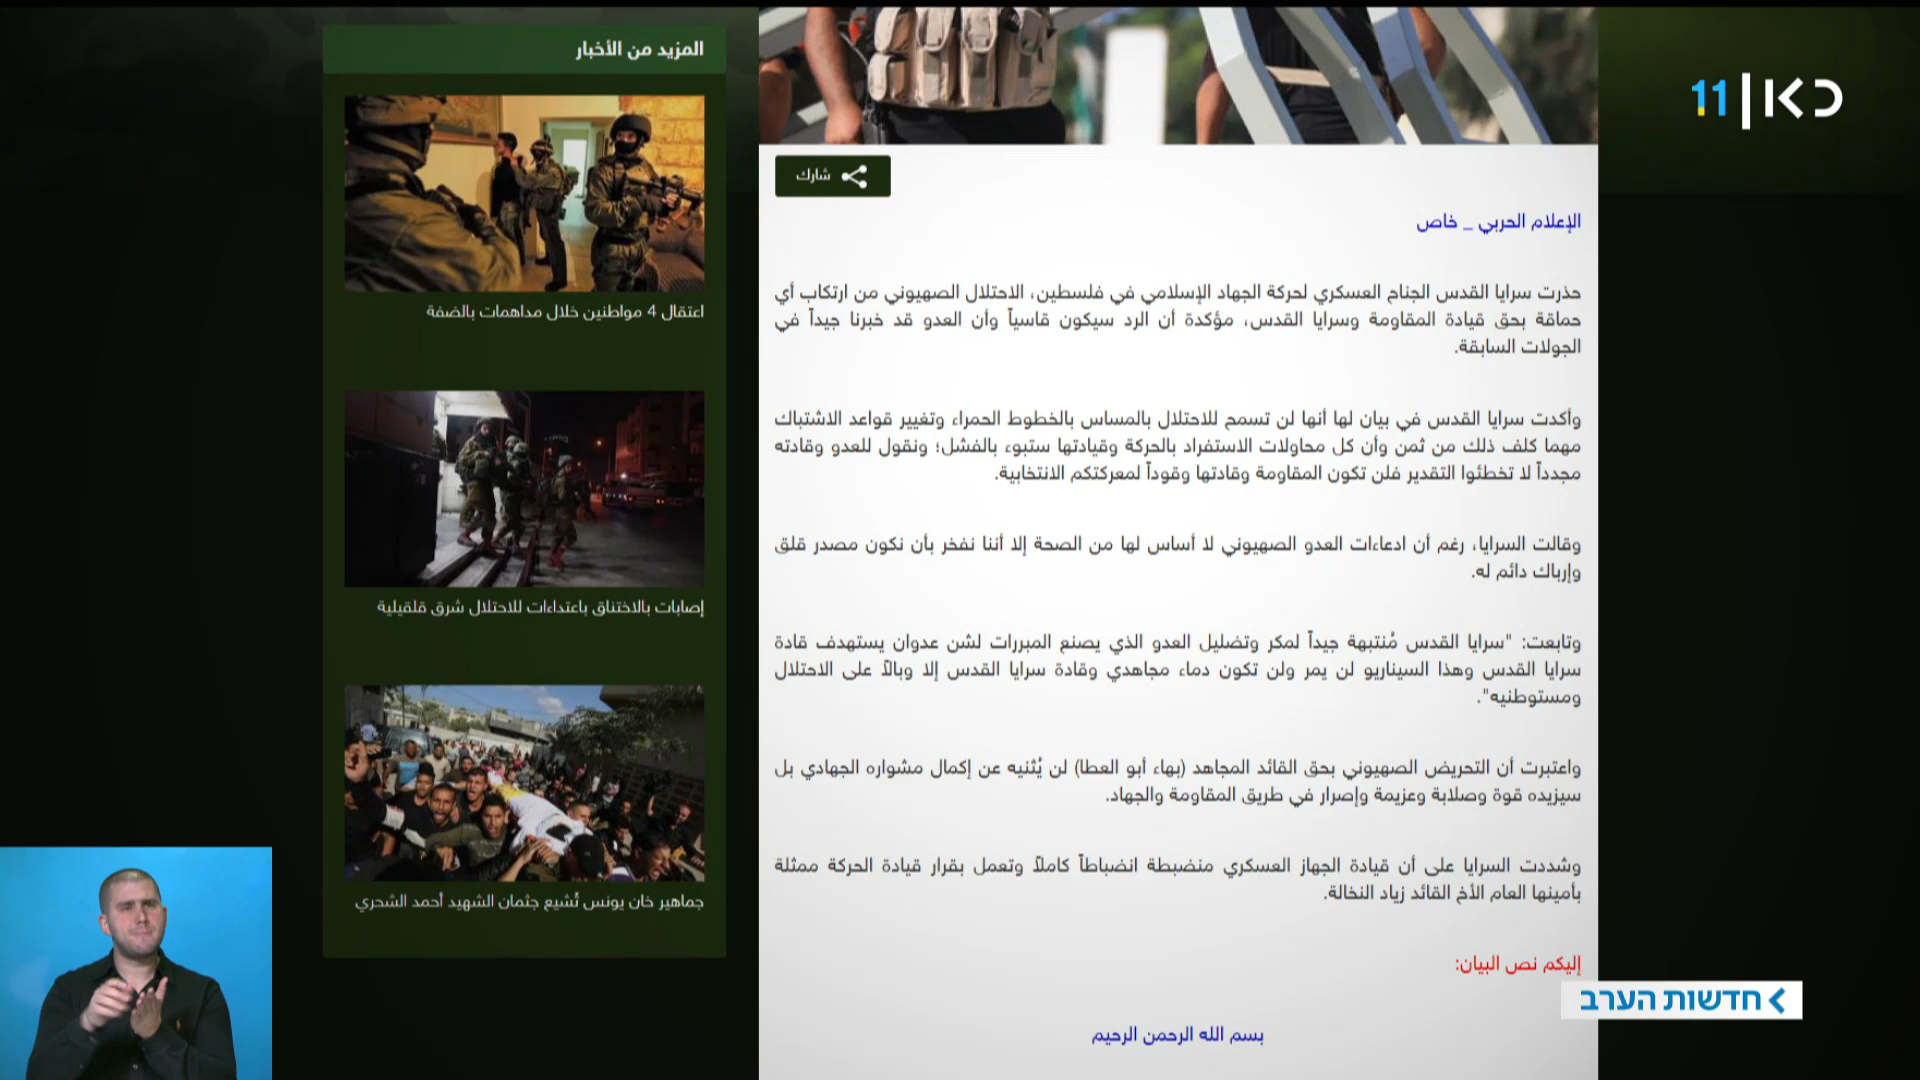 כאן 11
المزيد من الأخبار
اعتقال 4 مواطنين خلال مداهمات بالضفة
إصابات بالاختناق باعتداءات للاحتلال شرق قلقيلية
جماهير خان يونس تُشيع جثمان الشهيد أحمد الشحري
شارك
الإعلام الحربي _ خاص
حذرت سرايا القدس الجناح العسكري لحركة الجهاد الإسلامي في فلسطين، الاحتلال الصهيوني من ارتكاب أي
حماقة بحق قيادة المقاومة وسرايا القدس، مؤكدة أن الرد سيكون قاسياً وأن العدو قد خبرنا جيداً في
الجولات السابقة.
وأكدت سرايا القدس في بيان لها أنها لن تسمح للاحتلال بالمساس بالخطوط الحمراء وتغيير قواعد الاشتباك
مهما كلف ذلك من ثمن وأن كل محاولات الاستفراد بالحركة وقيادتها ستبوء بالفشل؛ ونقول للعدو وقادته
مجدداً لا تخطئوا التقدير فلن تكون المقاومة وقادتها وقوداً لمعركتكم الانتخابية.
وقالت السرايا، رغم أن ادعاءات العدو الصهيوني لا أساس لها من الصحة إلا أننا نفخر بأن نكون مصدر قلق
وإرباك دائم له.
وتابعت: "سرايا القدس مُنتبهة جيداً لمكر وتضليل العدو الذي يصنع المبررات لشن عدوان يستهدف قادة
سرايا القدس وهذا السيناريو لن يمر ولن تكون دماء مجاهدي وقادة سرايا القدس إلا وبالاً على الاحتلال
ومستوطنيه".
واعتبرت أن التحريض الصهيوني بحق القائد المجاهد (بهاء أبو العطا) لن يُثنيه عن إكمال مشواره الجهادي بل
سيزيده قوة وصلابة وعزيمة وإصرار في طريق المقاومة والجهاد.
وشددت السرايا على أن قيادة الجهاز العسكري منضبطة انضباطاً كاملاً وتعمل بقرار قيادة الحركة ممثلة
بأمينها العام الأخ القائد زياد النخالة.
إليكم نص البيان:
بسم الله الرحمن الرحيم
חדשות הערב